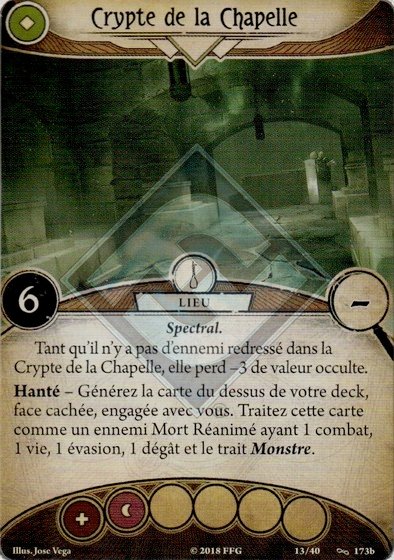 Crypte de la Chapelle
6
–
LIEU
Spectral.
Tant qu'il n'y a pas d'ennemi redressé dans la
Crypte de la Chapelle, elle perd –3 de valeur occulte.
Hanté – Générez la carte du dessus de votre deck,
face cachée, engagée avec vous. Traitez cette carte
comme un ennemi Mort Réanimé ayant 1 combat,
1 vie, 1 évasion, 1 dégât et le trait Monstre.
Illus. Jose Vega
© 2018 FFG
13/40
173b